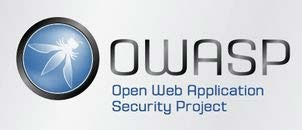 OWASP
Open Web Application
Security Project